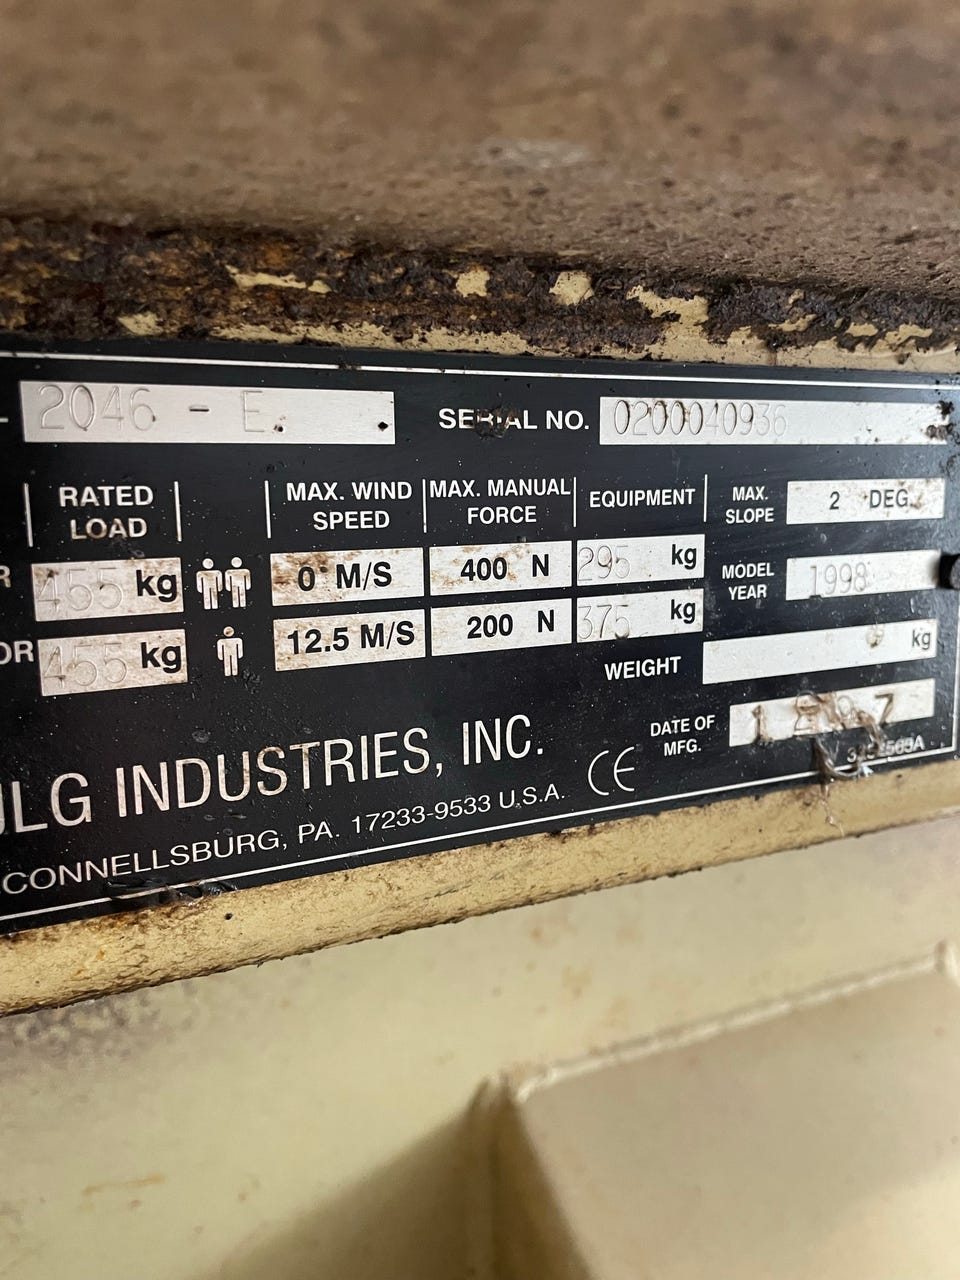 2046 - E.
SERIAL NO. 0200040936
RATED LOAD
MAX. WIND SPEED
MAX. MANUAL FORCE
EQUIPMENT
MAX. SLOPE 2 DEG.
R 455 kg 0 M/S 400 N 295 kg
MODEL YEAR 1998
OR 455 kg 12.5 M/S 200 N 375 kg
WEIGHT kg
DATE OF MFG.
JLG INDUSTRIES, INC.
CE
CONNELLSBURG, PA. 17233-9533 U.S.A.